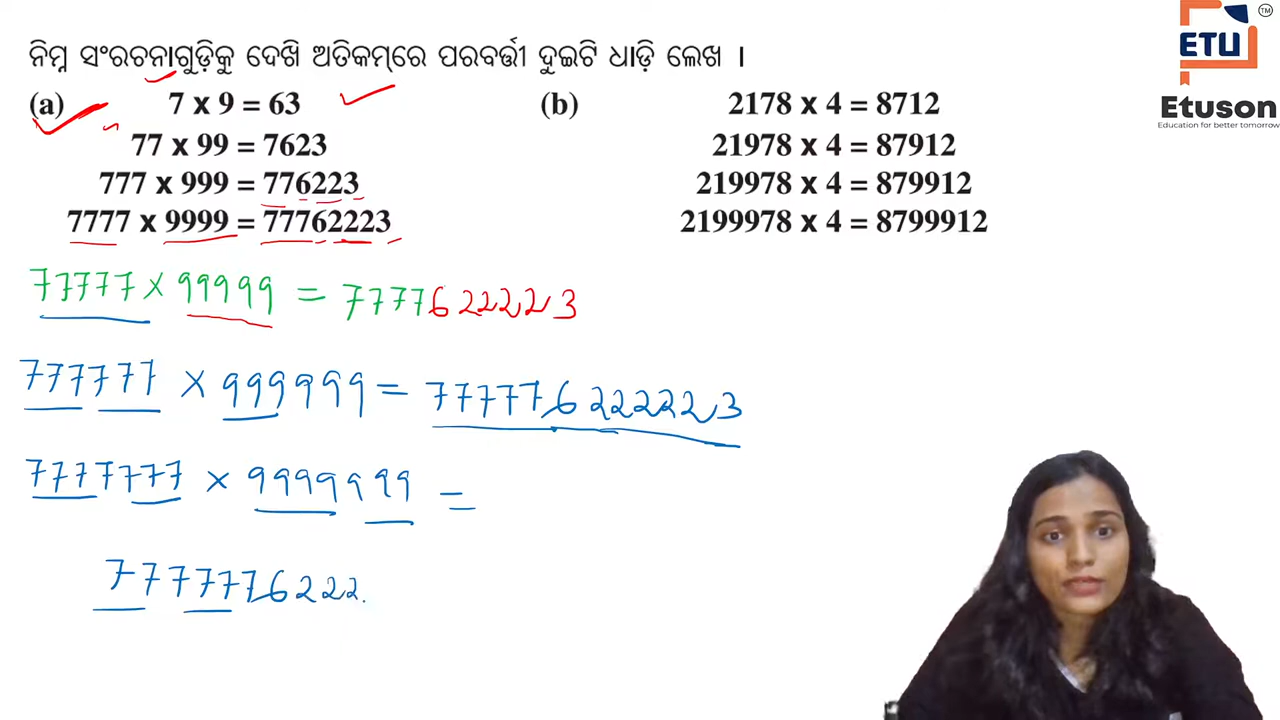 ନିମ୍ନ ସଂରଚନାଗୁଡ଼ିକୁ ଦେଖି ଅତିକମ୍‌ରେ ପରବର୍ତ୍ତୀ ଦୁଇଟି ଧାଡ଼ି ଲେଖ ।
ETU
TM
Etuson
Education for better tomorrow
(a) 7 x 9 = 63
77 x 99 = 7623
777 x 999 = 776223
7777 x 9999 = 77762223
(b) 2178 x 4 = 8712
21978 x 4 = 87912
219978 x 4 = 879912
2199978 x 4 = 8799912
77777 × 99999 = 7777622223
777777 × 999999 = 777776222223
7777777 × 9999999 =
7777776222